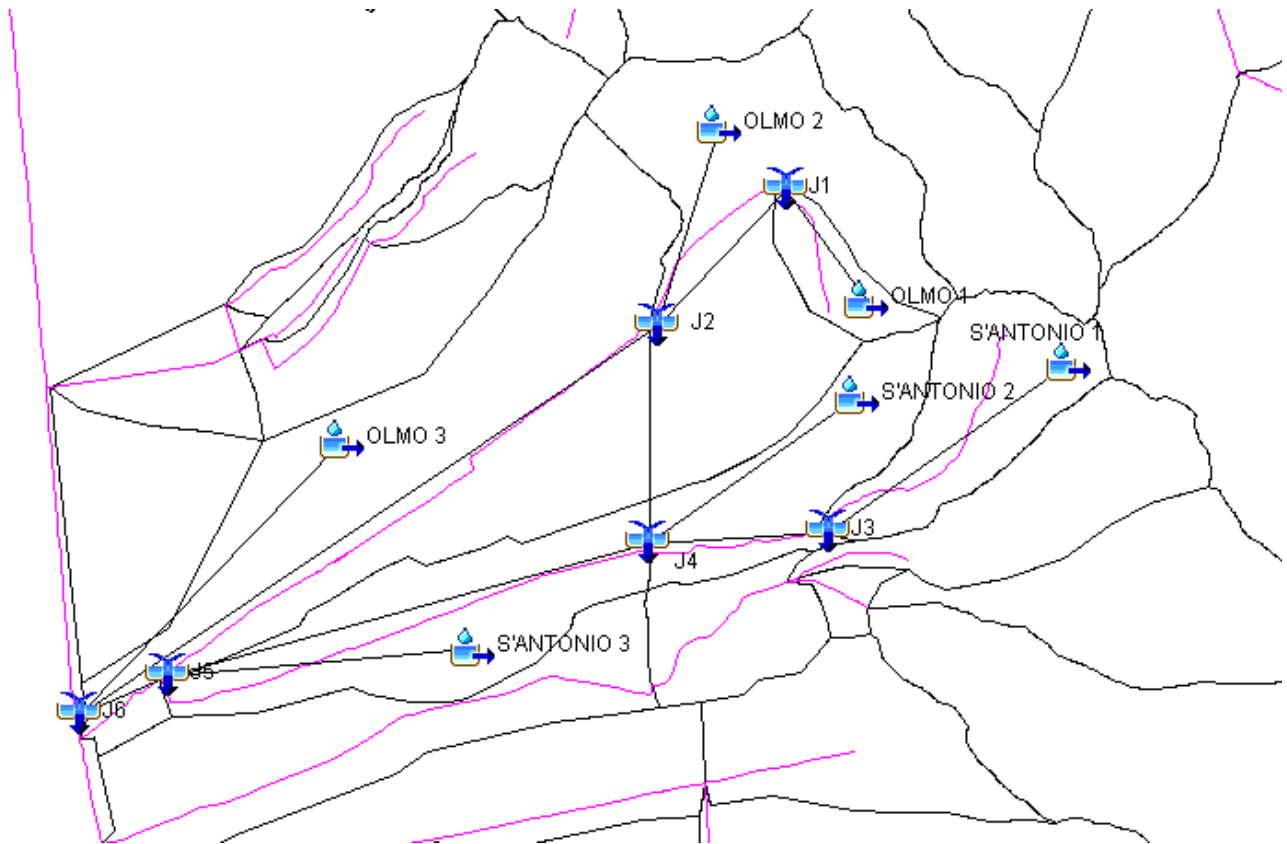 OLMO 2
J1
OLMO 1
J2
S'ANTONIO 1
S'ANTONIO 2
OLMO 3
J3
J4
S'ANTONIO 3
J5
J6